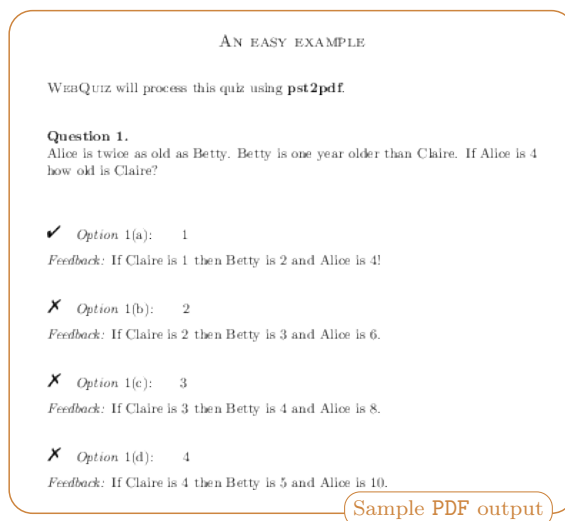 AN EASY EXAMPLE
WEBQUIZ will process this quiz using pst2pdf.
Question 1.
Alice is twice as old as Betty. Betty is one year older than Claire. If Alice is 4
how old is Claire?
✔ Option 1(a): 1
Feedback: If Claire is 1 then Betty is 2 and Alice is 4!
✗ Option 1(b): 2
Feedback: If Claire is 2 then Betty is 3 and Alice is 6.
✗ Option 1(c): 3
Feedback: If Claire is 3 then Betty is 4 and Alice is 8.
✗ Option 1(d): 4
Feedback: If Claire is 4 then Betty is 5 and Alice is 10.
Sample PDF output